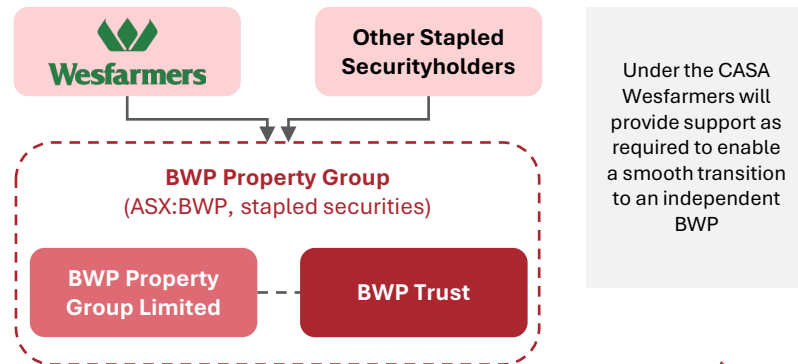 Wesfarmers
Other Stapled
Securityholders
BWP Property Group
(ASX:BWP, stapled securities)
BWP Property
Group Limited
BWP Trust
Under the CASA
Wesfarmers will
provide support as
required to enable
a smooth transition
to an independent
BWP